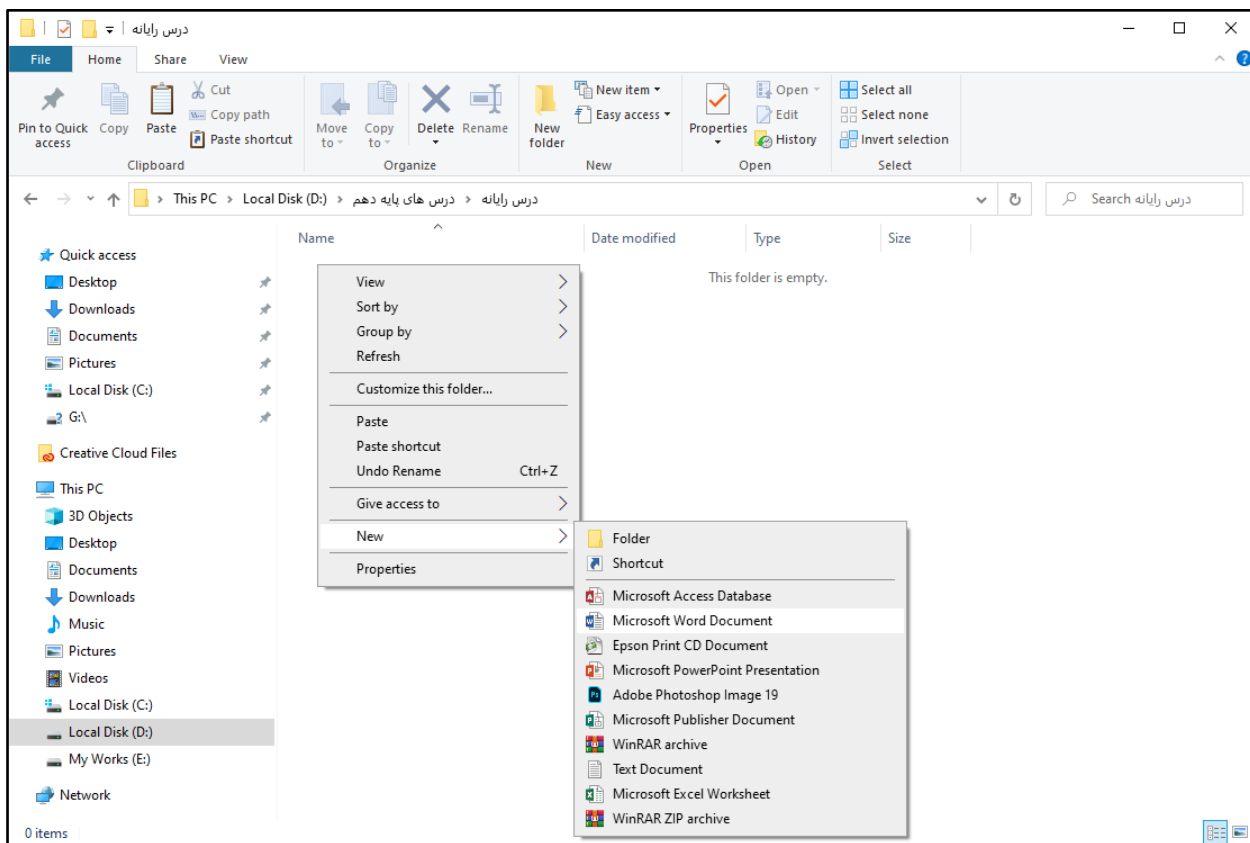 درس رایانه
File Home Share View
Pin to Quick access
Copy
Paste
Cut
Copy path
Paste shortcut
Clipboard
Move to
Copy to
Delete
Rename
Organize
New folder
New item
Easy access
New
Properties
Open
Edit
History
Open
Select all
Select none
Invert selection
Select
This PC > Local Disk (D:) > درس های پایه دهم > درس رایانه
Search درس رایانه
Name Date modified Type Size
This folder is empty.
Quick access
Desktop
Downloads
Documents
Pictures
Local Disk (C:)
G:\
Creative Cloud Files
This PC
3D Objects
Desktop
Documents
Downloads
Music
Pictures
Videos
Local Disk (C:)
Local Disk (D:)
My Works (E:)
Network
0 items
View
Sort by
Group by
Refresh
Customize this folder...
Paste
Paste shortcut
Undo Rename Ctrl+Z
Give access to
New
Properties
Folder
Shortcut
Microsoft Access Database
Microsoft Word Document
Epson Print CD Document
Microsoft PowerPoint Presentation
Adobe Photoshop Image 19
Microsoft Publisher Document
WinRAR archive
Text Document
Microsoft Excel Worksheet
WinRAR ZIP archive